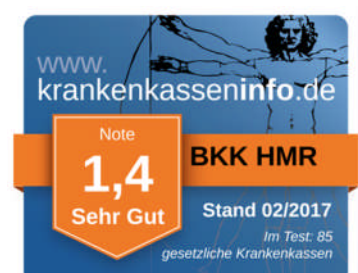 www.
krankenkasseninfo.de
Note
1,4
Sehr Gut
BKK HMR
Stand 02/2017
Im Test: 85
gesetzliche Krankenkassen